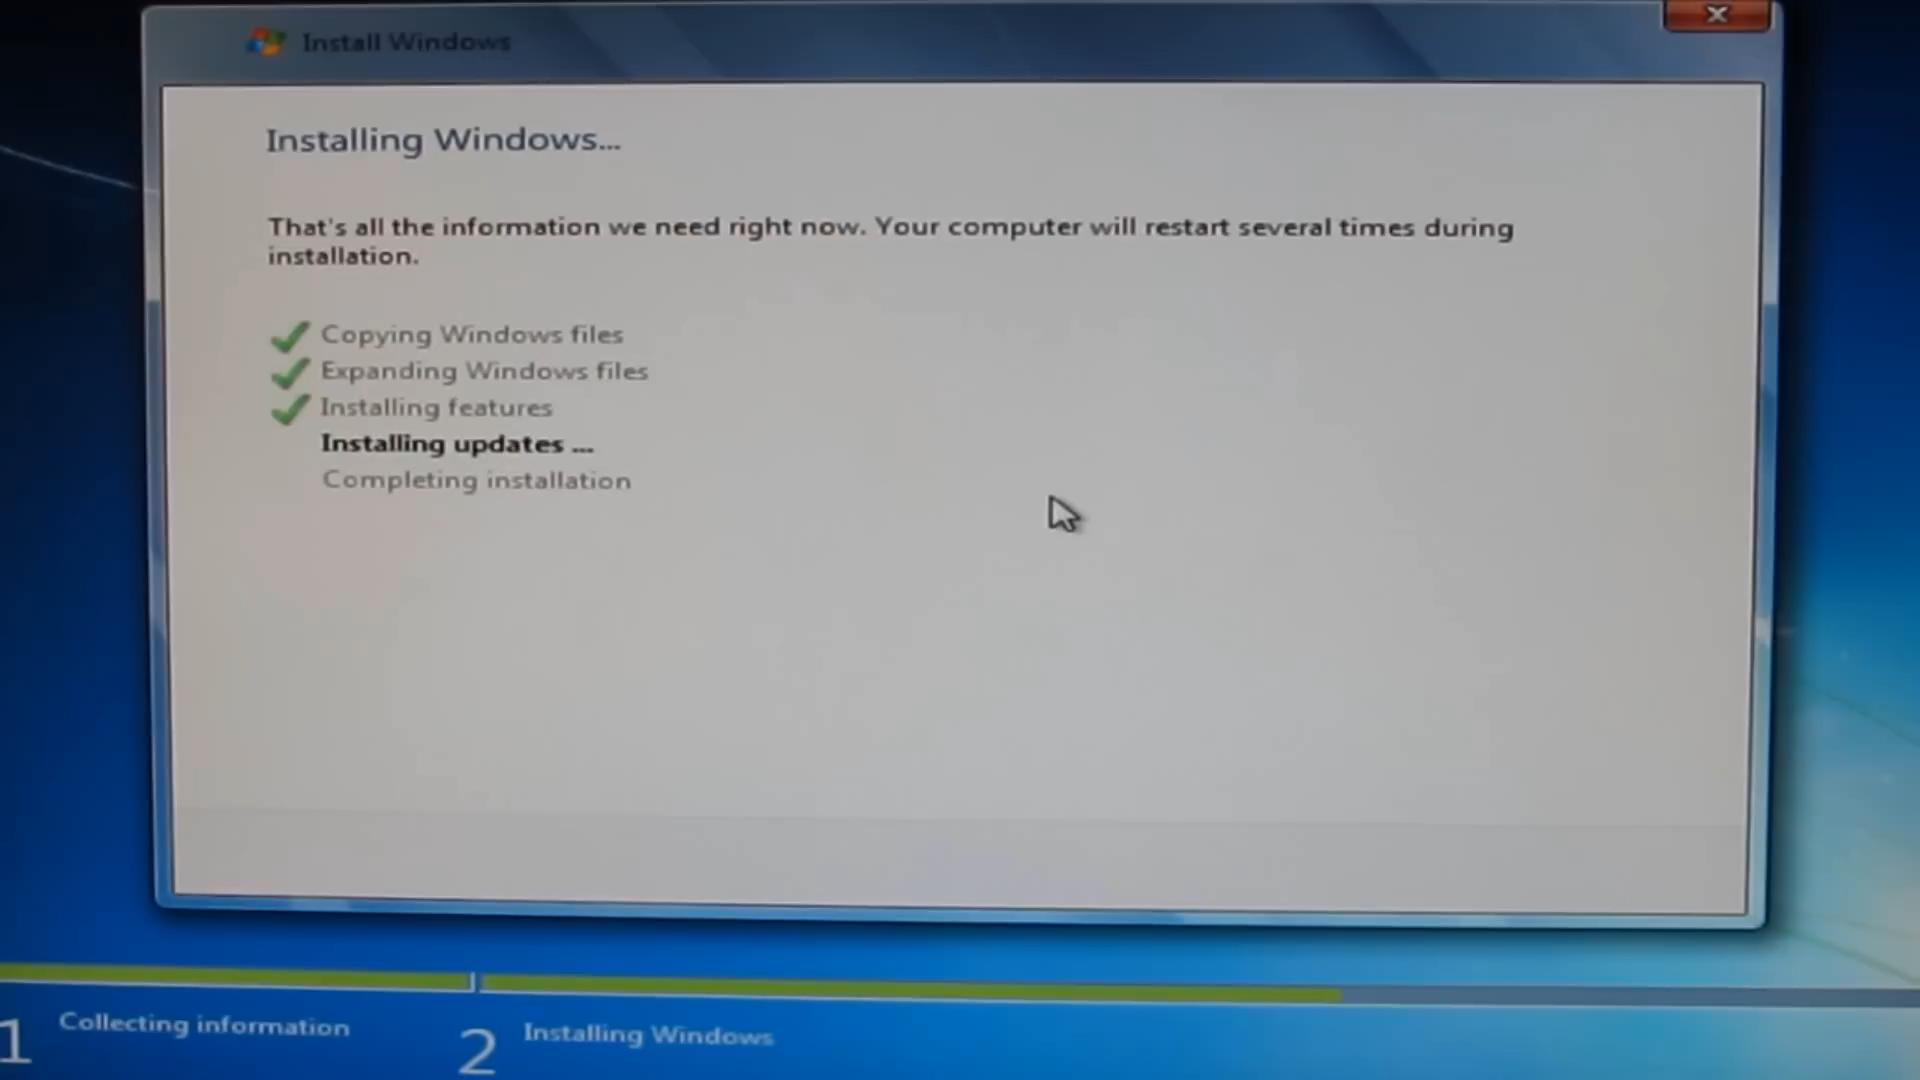 Install Windows
Installing Windows...
That's all the information we need right now. Your computer will restart several times during
installation.
Copying Windows files
Expanding Windows files
Installing features
Installing updates ...
Completing installation
1 Collecting information
2 Installing Windows